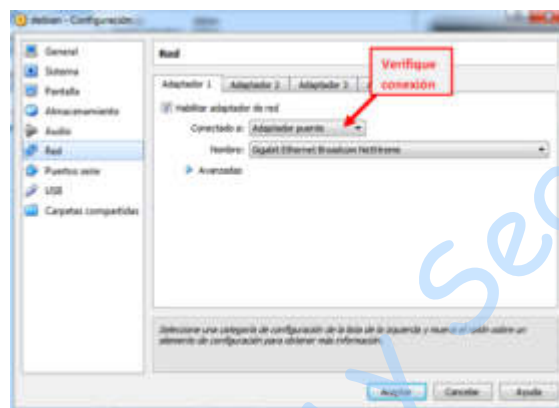 debian - Configuración
General
Sistema
Pantalla
Almacenamiento
Audio
Red
Puertos serie
USB
Carpetas compartidas
Red
Verifique
conexión
Adaptador 1 Adaptador 2 Adaptador 3
Habilitar adaptador de red
Conectado a: Adaptador puente
Nombre: Gigabit Ethernet Broadcom NetXtreme
Avanzadas
Seleccione una categoría de configuración de la lista de la izquierda y mueva el ratón sobre un
elemento de configuración para obtener más información.
Aceptar Cancelar Ayuda
y Sec